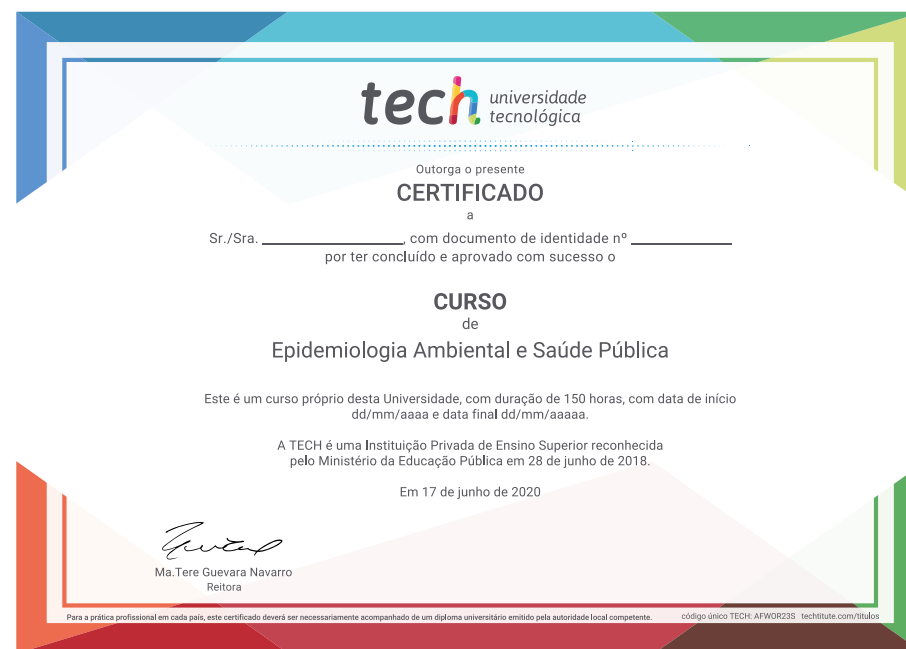 tech universidade
tecnológica
Outorga o presente
CERTIFICADO
a
Sr./Sra. ________________, com documento de identidade nº ____________
por ter concluído e aprovado com sucesso o
CURSO
de
Epidemiologia Ambiental e Saúde Pública
Este é um curso próprio desta Universidade, com duração de 150 horas, com data de início
dd/mm/aaaa e data final dd/mm/aaaaa.
A TECH é uma Instituição Privada de Ensino Superior reconhecida
pelo Ministério da Educação Pública em 28 de junho de 2018.
Em 17 de junho de 2020
Ma.Tere Guevara Navarro
Reitora
Para a prática profissional em cada país, este certificado deverá ser necessariamente acompanhado de um diploma universitário emitido pela autoridade local competente. código único TECH: AFWOR23S techtitute.com/titulos